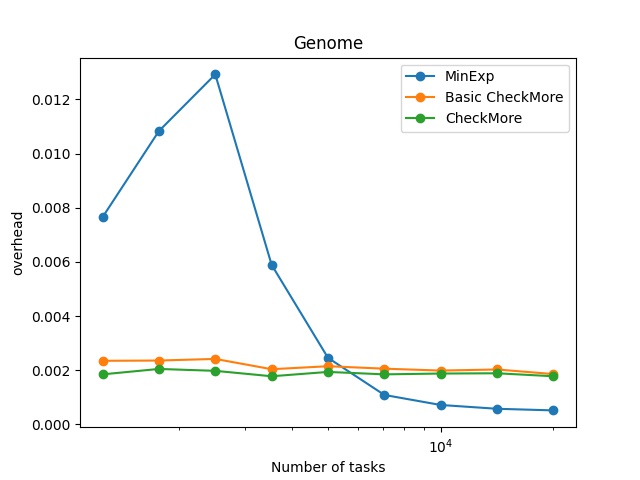 Genome
MinExp
Basic CheckMore
CheckMore
overhead
0.012
0.010
0.008
0.006
0.004
0.002
0.000
10⁴
Number of tasks